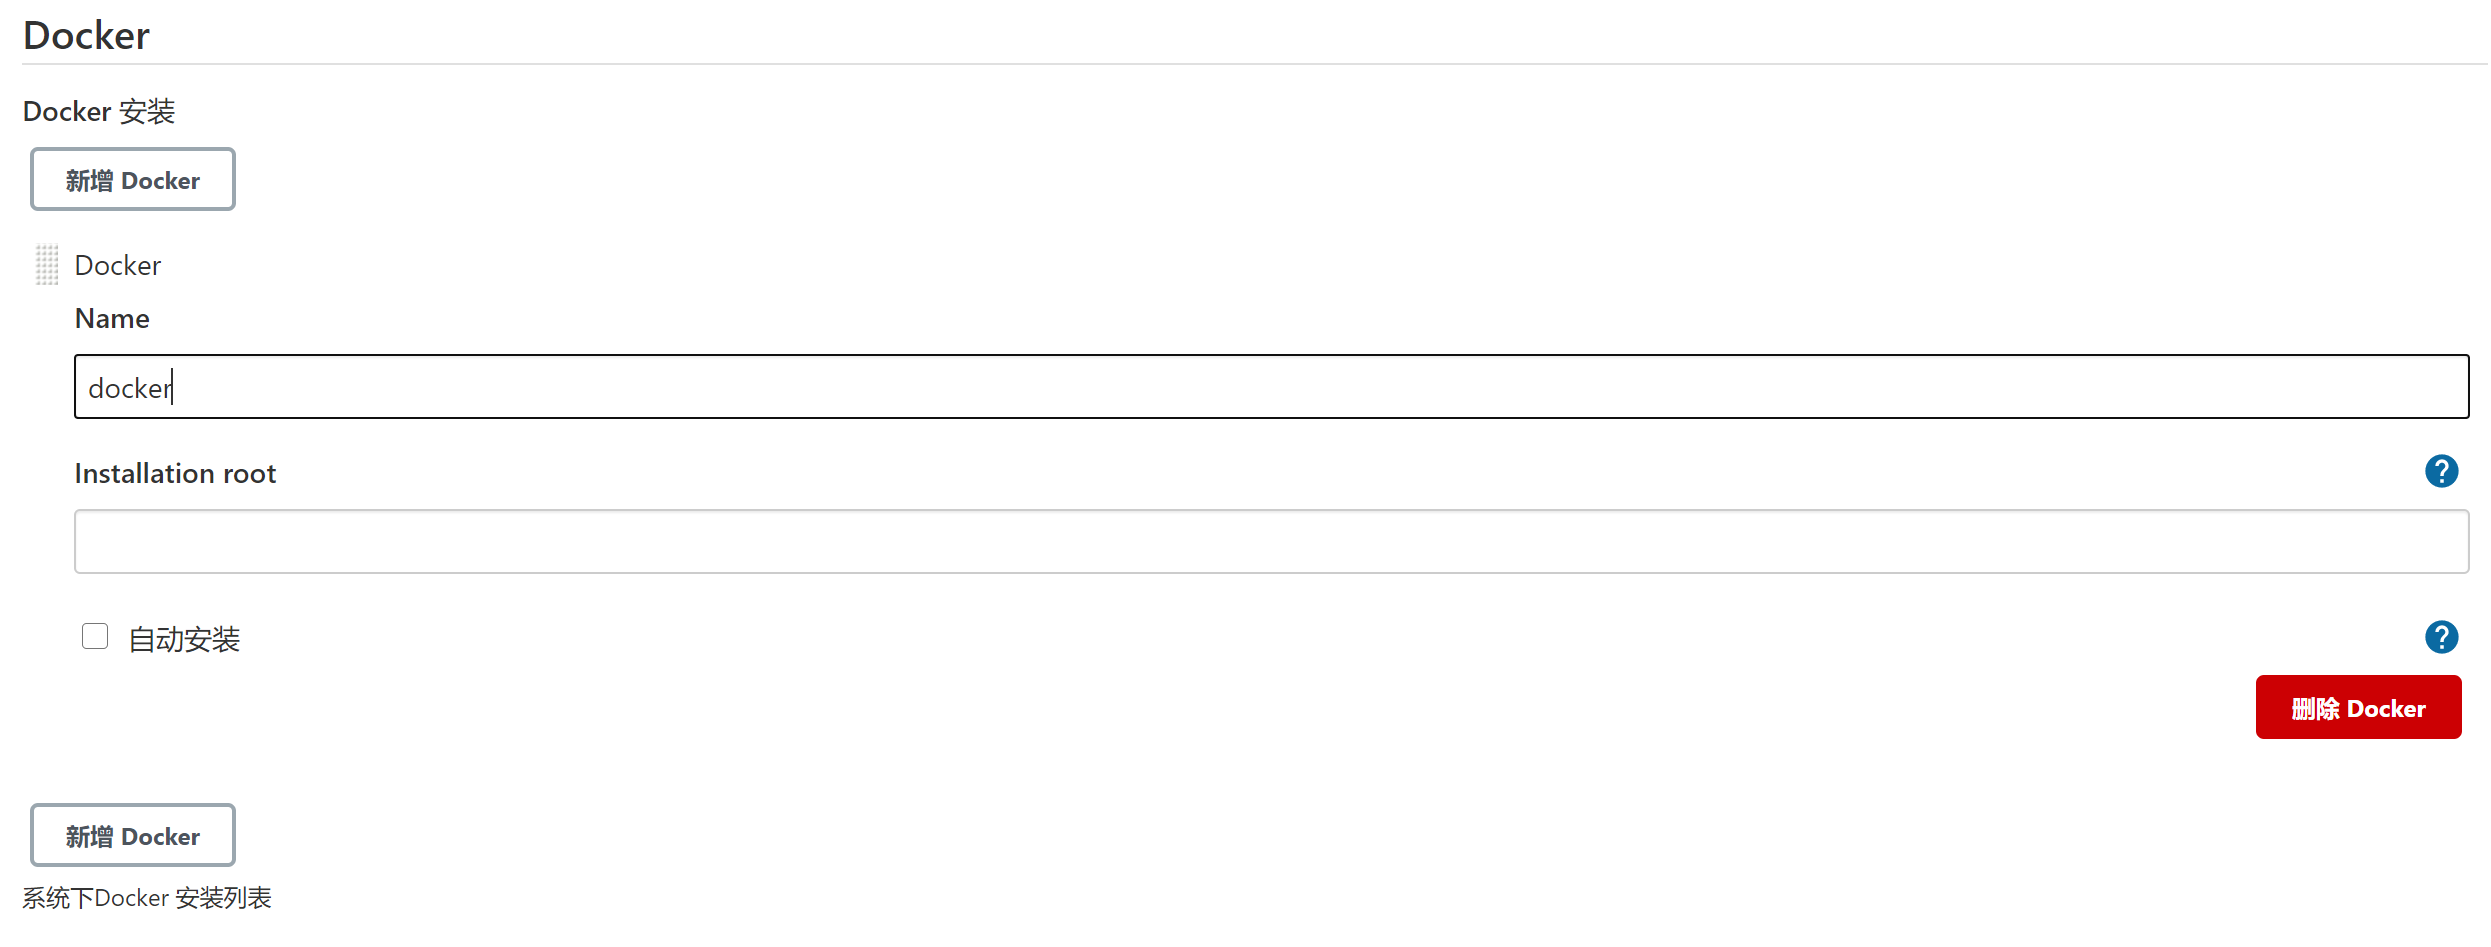 Docker
Docker 安装
新增 Docker
Docker
Name
docker
Installation root
?
自动安装
?
删除 Docker
新增 Docker
系统下Docker 安装列表